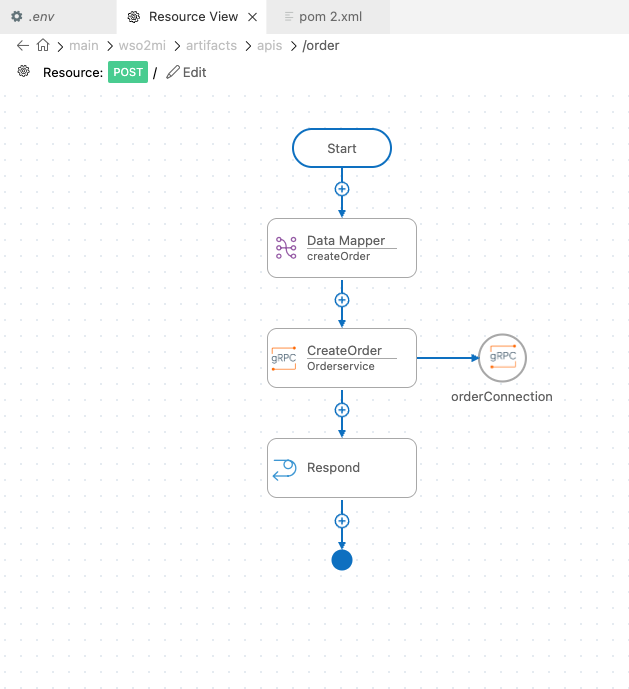 .env
Resource View
pom 2.xml
main wso2mi artifacts apis /order
Resource: POST / Edit
Start
Data Mapper
createOrder
gRPC
CreateOrder
Orderservice
gRPC
orderConnection
Respond